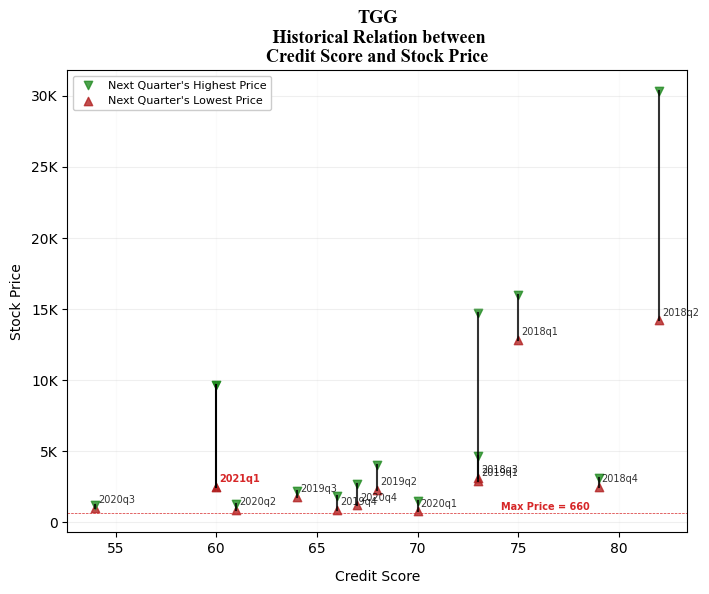 TGG
Historical Relation between
Credit Score and Stock Price
Next Quarter's Highest Price
Next Quarter's Lowest Price
30K
25K
20K
15K
10K
5K
0
Stock Price
2018q2
2018q1
2018q3
2019q1
2021q1
2019q2
2018q4
2019q3
2020q4
2019q4
2020q3
2020q2
2020q1
Max Price = 660
55
60
65
70
75
80
Credit Score